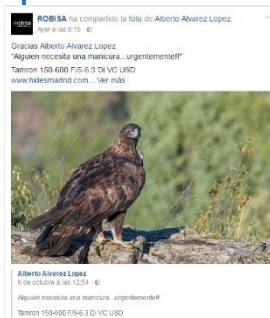 ROBISA ha compartido la foto de Alberto Alvarez Lopez.
Ayer a las 8:15
Gracias Alberto Alvarez Lopez
"Alguien necesita una manicura...urgentemente!!"
Tamron 150-600 F/5-6.3 Di VC USD
www.hidesmadrid.com... Ver más
Alberto Alvarez Lopez
5 de octubre a las 12:54
Alguien necesita una manicura...urgentemente!!
Tamron 150-600 F/5-6.3 Di VC USD